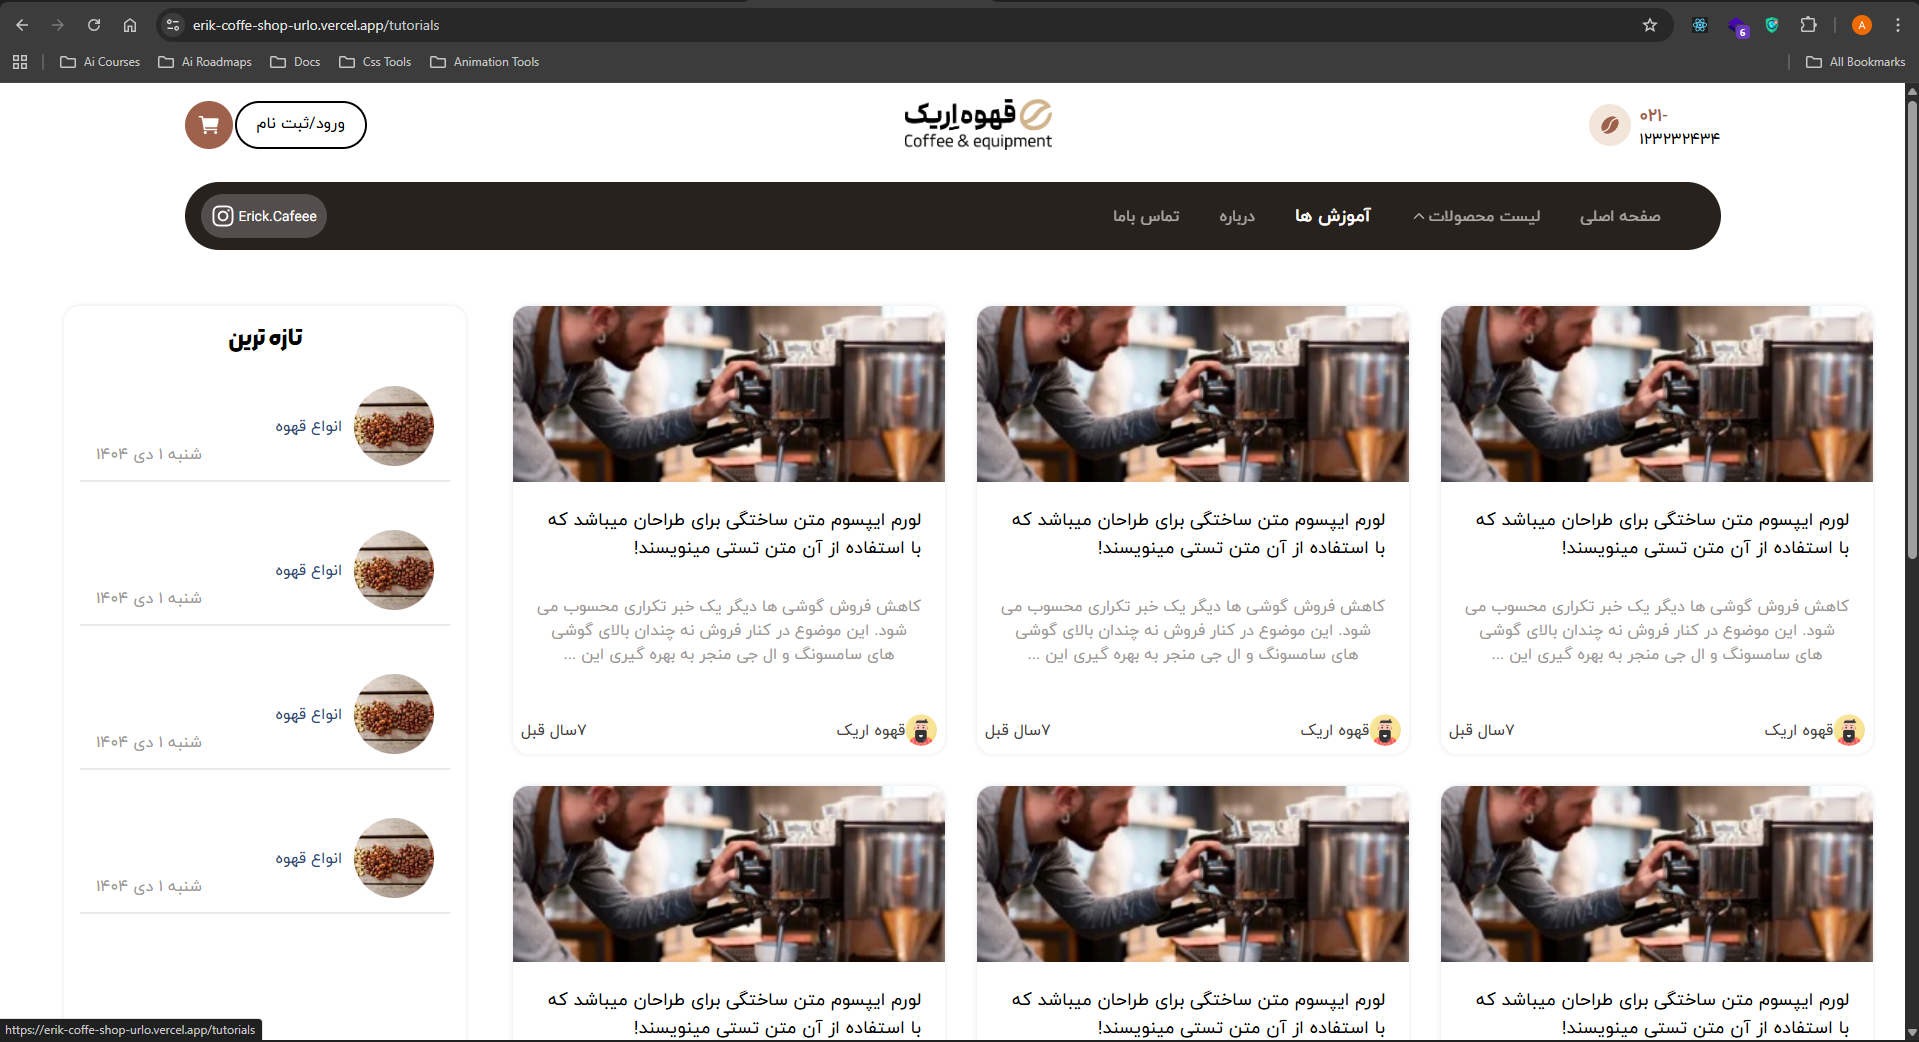 erik-coffe-shop-urlo.vercel.app/tutorials
6
A
Ai Courses
Ai Roadmaps
Docs
Css Tools
Animation Tools
All Bookmarks
۰۲۱-
۱۲۳۲۳۲۴۳۴
قهوه اِریک
Coffee & equipment
ورود/ثبت نام
صفحه اصلی
لیست محصولات
آموزش ها
درباره
تماس باما
Erick.Cafeee
لورم ایپسوم متن ساختگی برای طراحان میباشد که
با استفاده از آن متن تستی مینویسند!
کاهش فروش گوشی ها دیگر یک خبر تکراری محسوب می
شود. این موضوع در کنار فروش نه چندان بالای گوشی
های سامسونگ و ال جی منجر به بهره گیری این ...
قهوه اریک
۷سال قبل
لورم ایپسوم متن ساختگی برای طراحان میباشد که
با استفاده از آن متن تستی مینویسند!
کاهش فروش گوشی ها دیگر یک خبر تکراری محسوب می
شود. این موضوع در کنار فروش نه چندان بالای گوشی
های سامسونگ و ال جی منجر به بهره گیری این ...
قهوه اریک
۷سال قبل
لورم ایپسوم متن ساختگی برای طراحان میباشد که
با استفاده از آن متن تستی مینویسند!
کاهش فروش گوشی ها دیگر یک خبر تکراری محسوب می
شود. این موضوع در کنار فروش نه چندان بالای گوشی
های سامسونگ و ال جی منجر به بهره گیری این ...
قهوه اریک
۷سال قبل
لورم ایپسوم متن ساختگی برای طراحان میباشد که
با استفاده از آن متن تستی مینویسند!
لورم ایپسوم متن ساختگی برای طراحان میباشد که
با استفاده از آن متن تستی مینویسند!
لورم ایپسوم متن ساختگی برای طراحان میباشد که
با استفاده از آن متن تستی مینویسند!
تازه ترین
انواع قهوه
شنبه ۱ دی ۱۴۰۴
انواع قهوه
شنبه ۱ دی ۱۴۰۴
انواع قهوه
شنبه ۱ دی ۱۴۰۴
انواع قهوه
شنبه ۱ دی ۱۴۰۴
https://erik-coffe-shop-urlo.vercel.app/tutorials